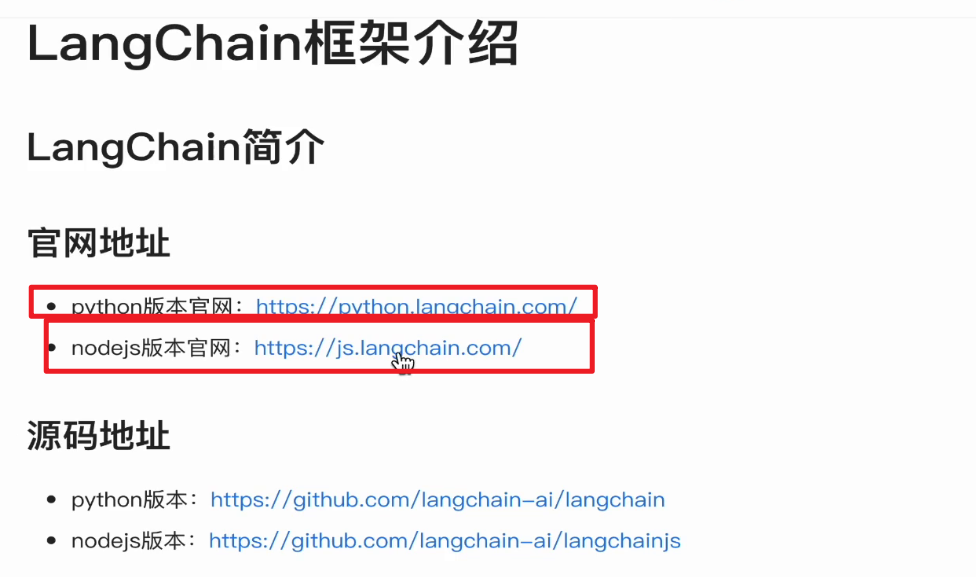 LangChain框架介绍
LangChain简介
官网地址
• python版本官网：https://python.langchain.com/
• nodejs版本官网：https://js.langchain.com/
源码地址
• python版本：https://github.com/langchain-ai/langchain
• nodejs版本：https://github.com/langchain-ai/langchainjs